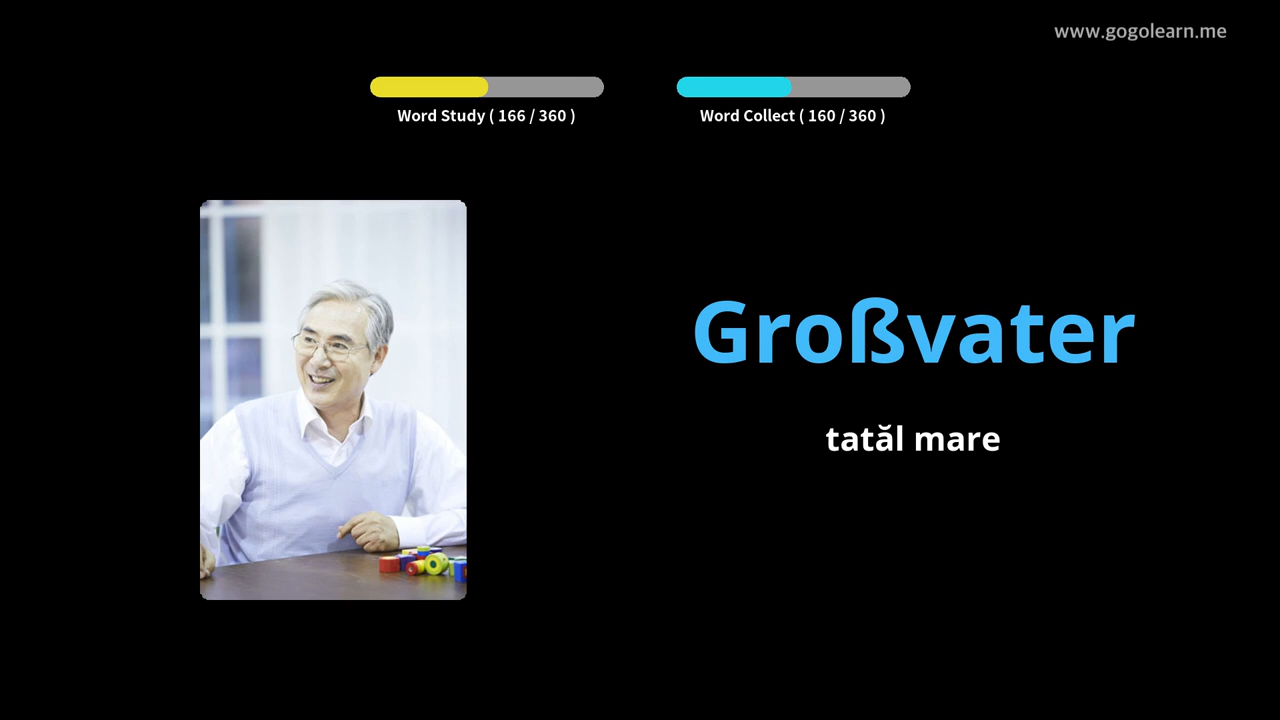 www.gogolearn.me
Word Study ( 166 / 360 )
Word Collect ( 160 / 360 )
Großvater
tatăl mare